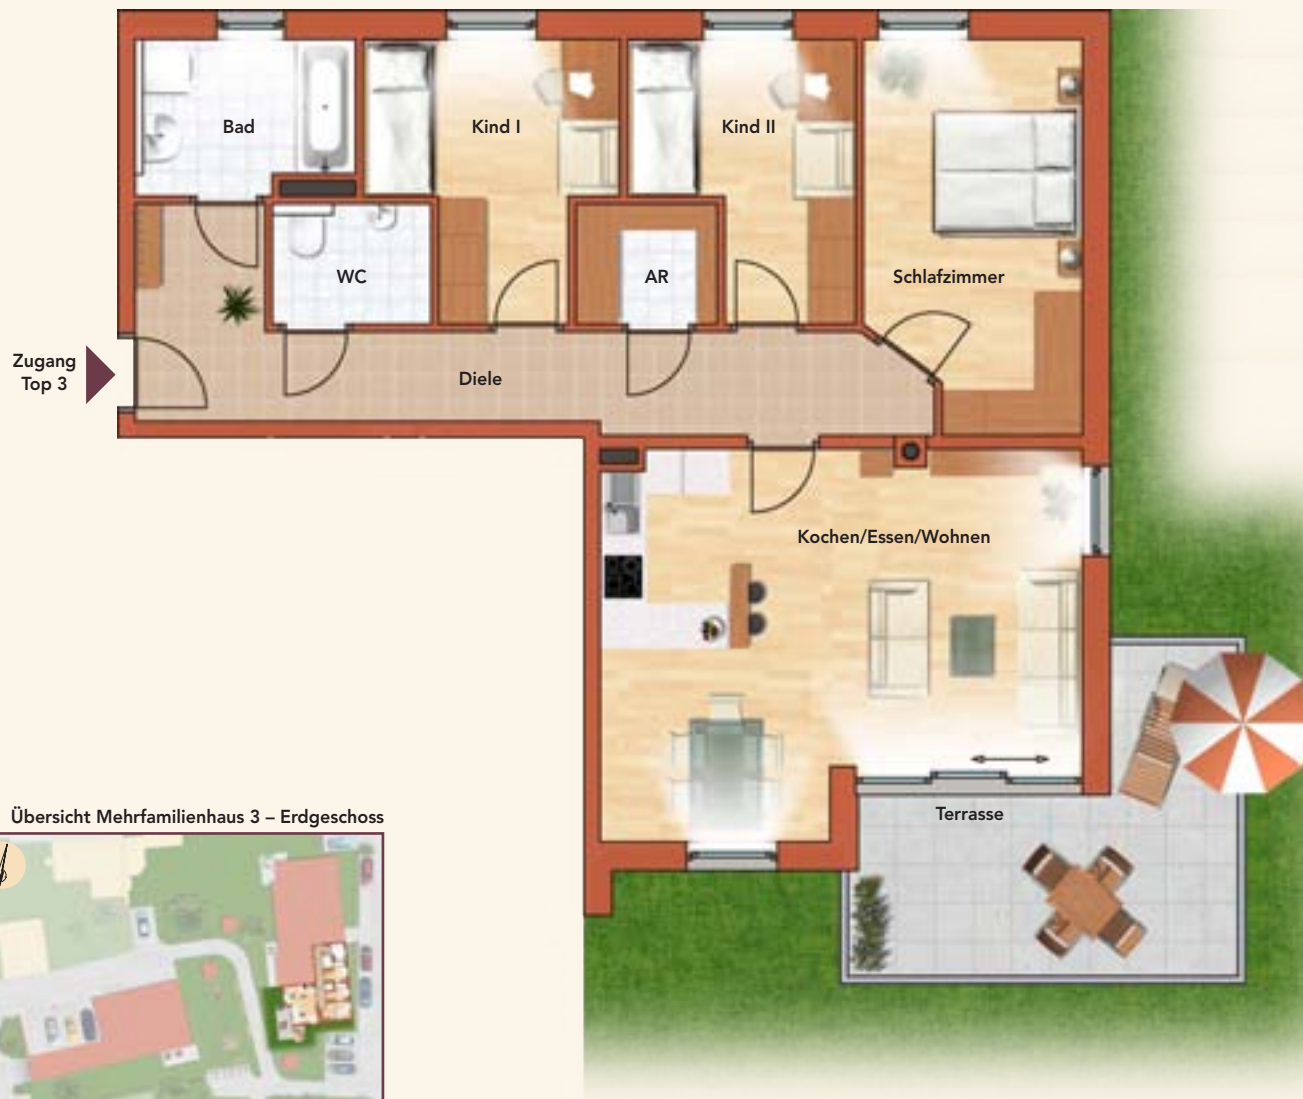 Bad
Kind I
Kind II
WC
AR
Schlafzimmer
Zugang
Top 3
Diele
Kochen/Essen/Wohnen
Terrasse
Übersicht Mehrfamilienhaus 3 – Erdgeschoss